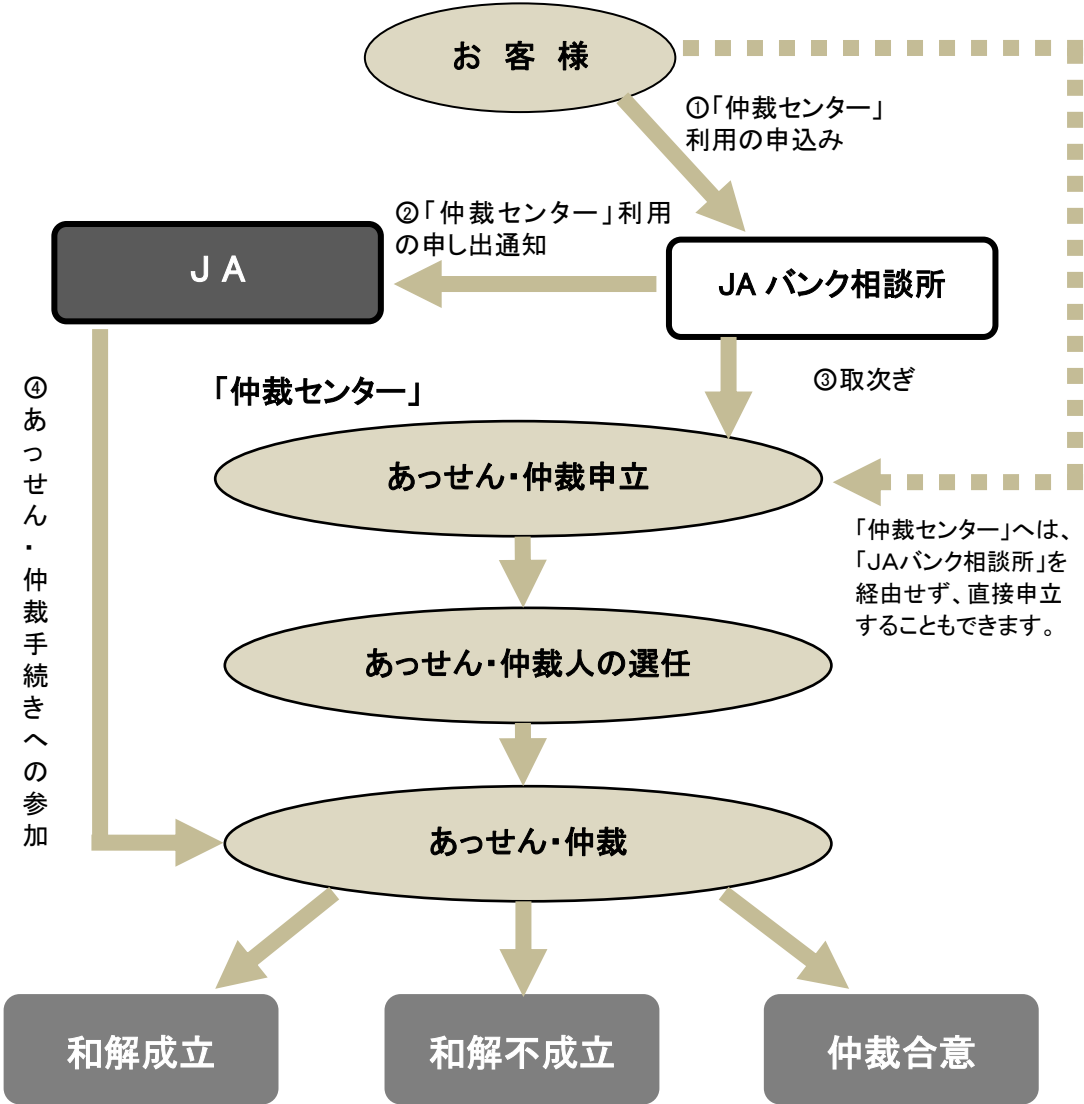 お 客 様
①「仲裁センター」
利用の申込み
②「仲裁センター」利用
の申し出通知
JA
JA バンク相談所
③取次ぎ
④あっせん・仲裁手続きへの参加
「仲裁センター」
あっせん・仲裁申立
「仲裁センター」へは、
「JAバンク相談所」を
経由せず、直接申立
することもできます。
あっせん・仲裁人の選任
あっせん・仲裁
和解成立
和解不成立
仲裁合意